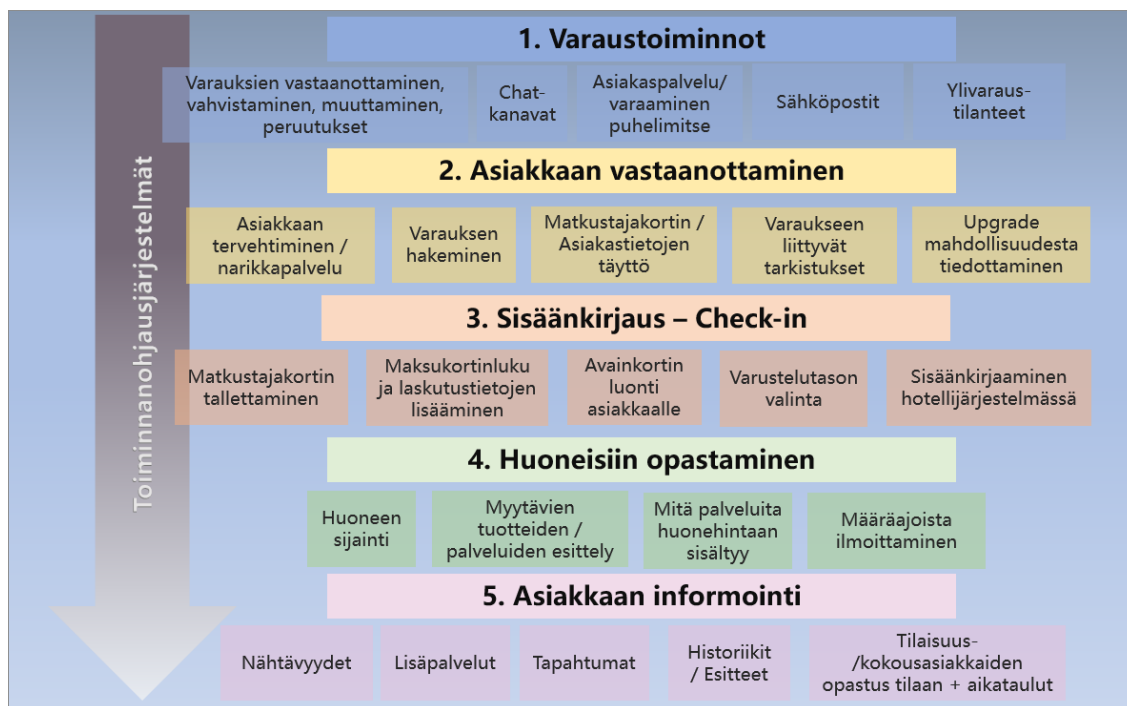 Toiminnanohjausjärjestelmät
1. Varaustoiminnot
Varauksien vastaanottaminen,
vahvistaminen, muuttaminen,
peruutukset
Chat-
kanavat
Asiakaspalvelu/
varaaminen
puhelimitse
Sähköpostit
Ylivaraus-
tilanteet
2. Asiakkaan vastaanottaminen
Asiakkaan
tervehtiminen /
narikkapalvelu
Varauksen
hakeminen
Matkustajakortin /
Asiakastietojen
täyttö
Varaukseen
liittyvät
tarkistukset
Upgrade
mahdollisuudesta
tiedottaminen
3. Sisäänkirjaus – Check-in
Matkustajakortin
tallettaminen
Maksukortinluku
ja laskutustietojen
lisääminen
Avainkortin
luonti
asiakkaalle
Varustelutason
valinta
Sisäänkirjaaminen
hotellijärjestelmässä
4. Huoneisiin opastaminen
Huoneen
sijainti
Myytävien
tuotteiden /
palveluiden esittely
Mitä palveluita
huonehintaan
sisältyy
Määräajoista
ilmoittaminen
5. Asiakkaan informointi
Nähtävyydet
Lisäpalvelut
Tapahtumat
Historiikit
/ Esitteet
Tilaisuus-
/kokousasiakkaiden
opastus tilaan + aikataulut